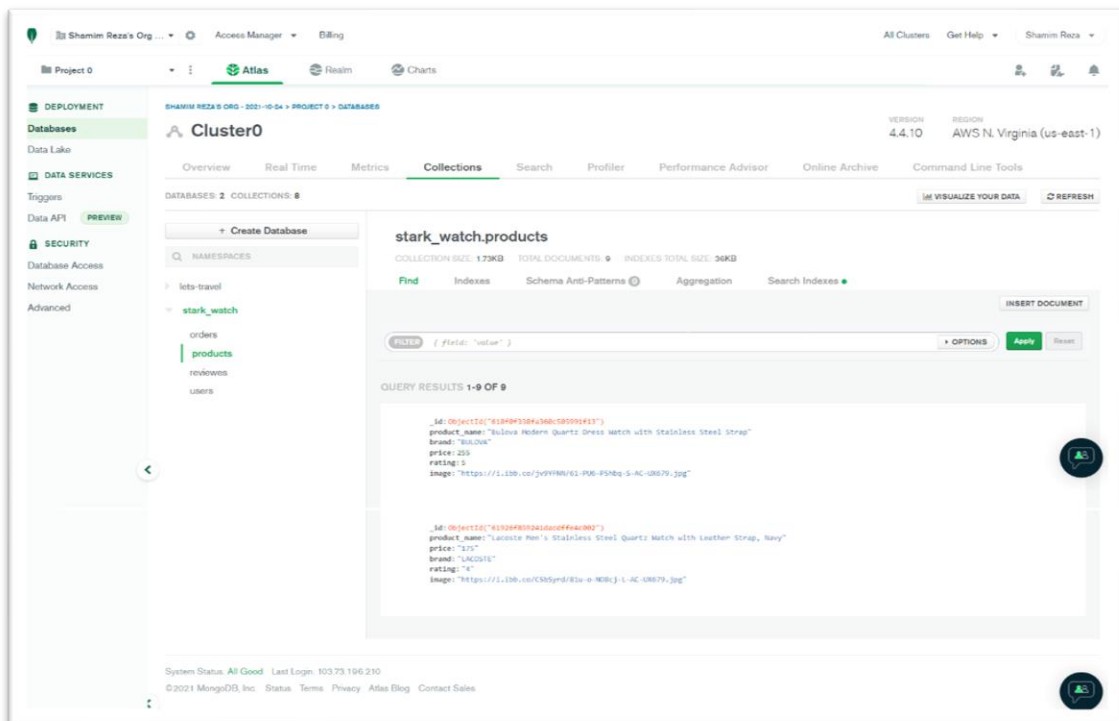 Shamim Reza's Org ... Access Manager Billing All Clusters Get Help Shamim Reza
Project 0 Atlas Realm Charts
DEPLOYMENT
Databases
Data Lake
DATA SERVICES
Triggers
Data API PREVIEW
SECURITY
Database Access
Network Access
Advanced
SHAMIM REZA'S ORG - 2021-10-04 > PROJECT 0 > DATABASES
Cluster0
VERSION REGION
4.4.10 AWS N. Virginia (us-east-1)
Overview Real Time Metrics Collections Search Profiler Performance Advisor Online Archive Command Line Tools
DATABASES: 2 COLLECTIONS: 8 VISUALIZE YOUR DATA REFRESH
+ Create Database
NAMESPACES
lets-travel
stark_watch
orders
products
reviewes
users
stark_watch.products
COLLECTION SIZE: 1.73KB TOTAL DOCUMENTS: 9 INDEXES TOTAL SIZE: 36KB
Find Indexes Schema Anti-Patterns 0 Aggregation Search Indexes
INSERT DOCUMENT
FILTER { field: 'value' } OPTIONS Apply Reset
QUERY RESULTS 1-9 OF 9
product_name: "Bulova Modern Quartz Dress Watch with Stainless Steel Strap"
brand: "BULOVA"
price: 255
rating: 5
product_name: "Lacoste Men's Stainless Steel Quartz Watch with Leather Strap, Navy"
price: "175"
brand: "LACOSTE"
rating: "4"
System Status: All Good Last Login: 103.73.196.210
©2021 MongoDB, Inc. Status Terms Privacy Atlas Blog Contact Sales